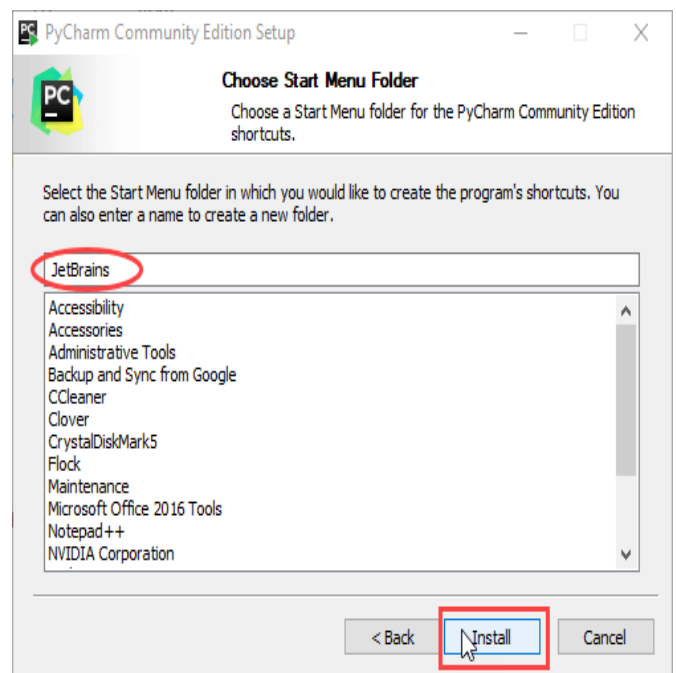 PyCharm Community Edition Setup
PC
Choose Start Menu Folder
Choose a Start Menu folder for the PyCharm Community Edition
shortcuts.
Select the Start Menu folder in which you would like to create the program's shortcuts. You
can also enter a name to create a new folder.
JetBrains
Accessibility
Accessories
Administrative Tools
Backup and Sync from Google
CCleaner
Clover
CrystalDiskMark5
Flock
Maintenance
Microsoft Office 2016 Tools
Notepad++
NVIDIA Corporation
< Back Install Cancel